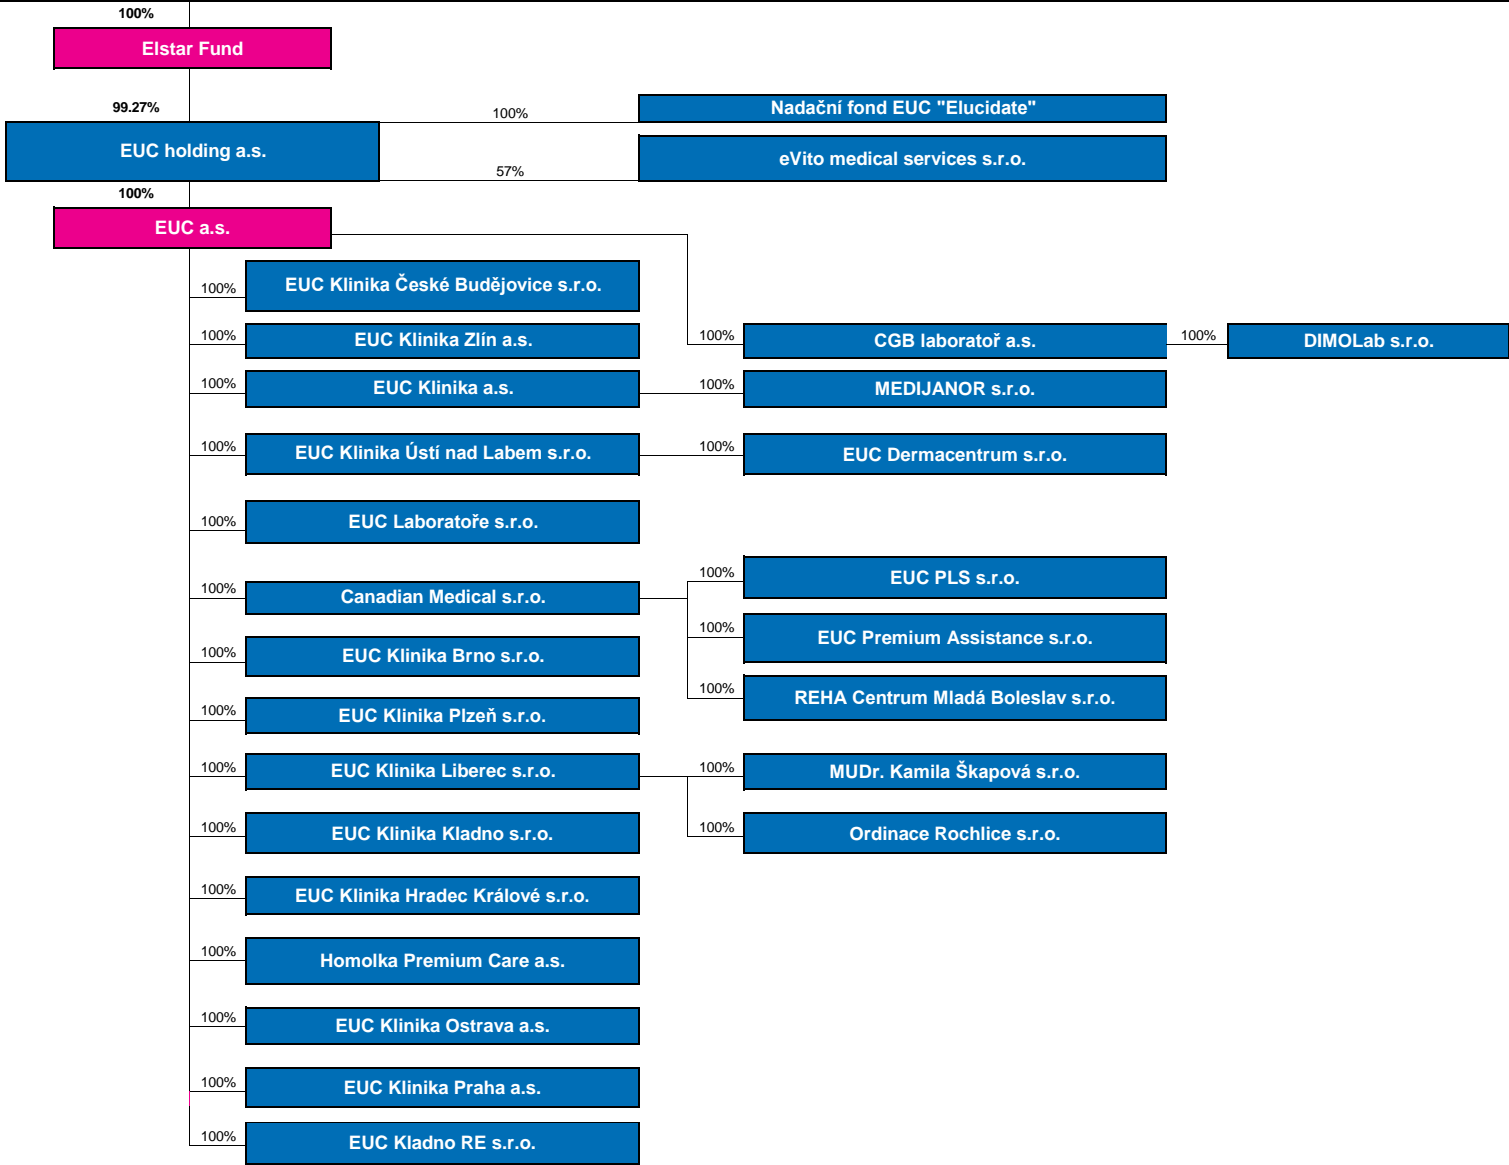 100%
Elstar Fund
99.27%
100%
Nadační fond EUC "Elucidate"
EUC holding a.s.
57%
eVito medical services s.r.o.
100%
EUC a.s.
100%
EUC Klinika České Budějovice s.r.o.
100%
EUC Klinika Zlín a.s.
100%
CGB laboratoř a.s.
100%
DIMOLab s.r.o.
100%
EUC Klinika a.s.
100%
MEDIJANOR s.r.o.
100%
EUC Klinika Ústí nad Labem s.r.o.
100%
EUC Dermacentrum s.r.o.
100%
EUC Laboratoře s.r.o.
100%
EUC PLS s.r.o.
100%
Canadian Medical s.r.o.
100%
EUC Premium Assistance s.r.o.
100%
EUC Klinika Brno s.r.o.
100%
REHA Centrum Mladá Boleslav s.r.o.
100%
EUC Klinika Plzeň s.r.o.
100%
EUC Klinika Liberec s.r.o.
100%
MUDr. Kamila Škapová s.r.o.
100%
EUC Klinika Kladno s.r.o.
100%
Ordinace Rochlice s.r.o.
100%
EUC Klinika Hradec Králové s.r.o.
100%
Homolka Premium Care a.s.
100%
EUC Klinika Ostrava a.s.
100%
EUC Klinika Praha a.s.
100%
EUC Kladno RE s.r.o.